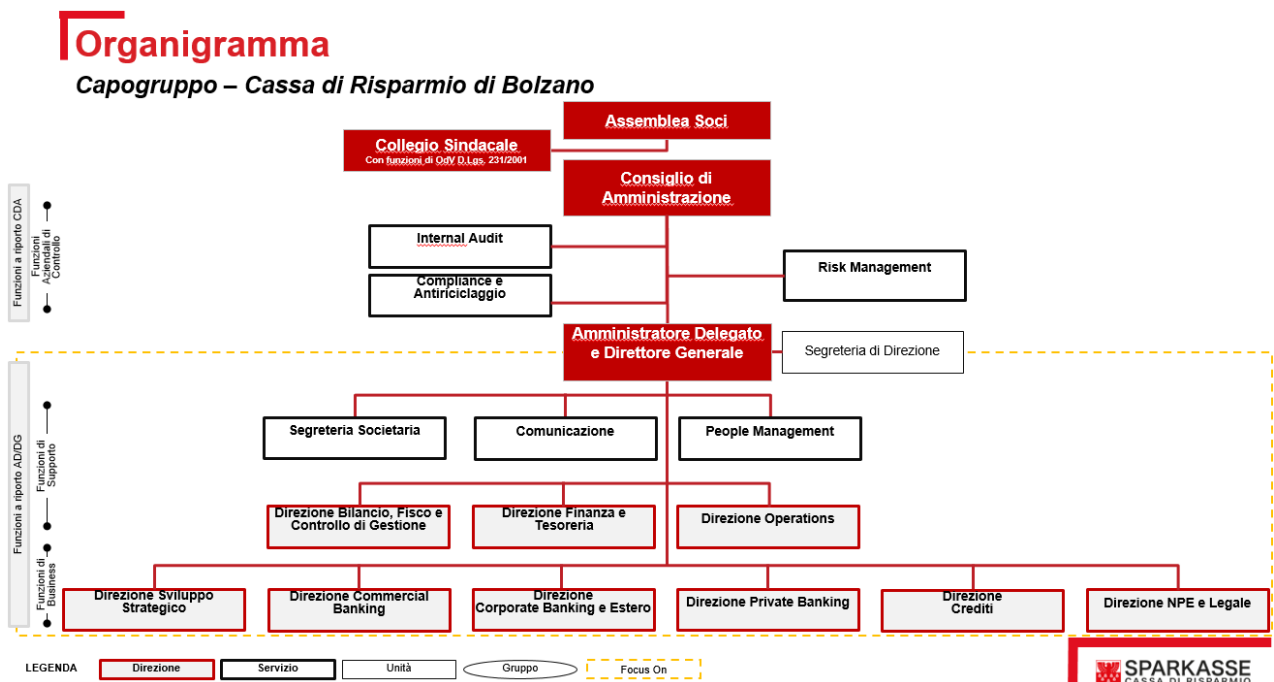 Organigramma
Capogruppo – Cassa di Risparmio di Bolzano
Assemblea Soci
Collegio Sindacale
Con funzioni di OdV D.Lgs. 231/2001
Consiglio di
Amministrazione
Funzioni a riporto CDA
Funzioni
Aziendali di
Controllo
Internal Audit
Risk Management
Compliance e
Antiriciclaggio
Amministratore Delegato
e Direttore Generale
Segreteria di Direzione
Funzioni a riporto AD/DG
Funzioni di
Supporto
Segreteria Societaria
Comunicazione
People Management
Direzione Bilancio, Fisco e
Controllo di Gestione
Direzione Finanza e
Tesoreria
Direzione Operations
Funzioni di
Business
Direzione Sviluppo
Strategico
Direzione Commercial
Banking
Direzione
Corporate Banking e Estero
Direzione Private Banking
Direzione
Crediti
Direzione NPE e Legale
LEGENDA
Direzione
Servizio
Unità
Gruppo
Focus On
SPARKASSE
CASSA DI RISPARMIO